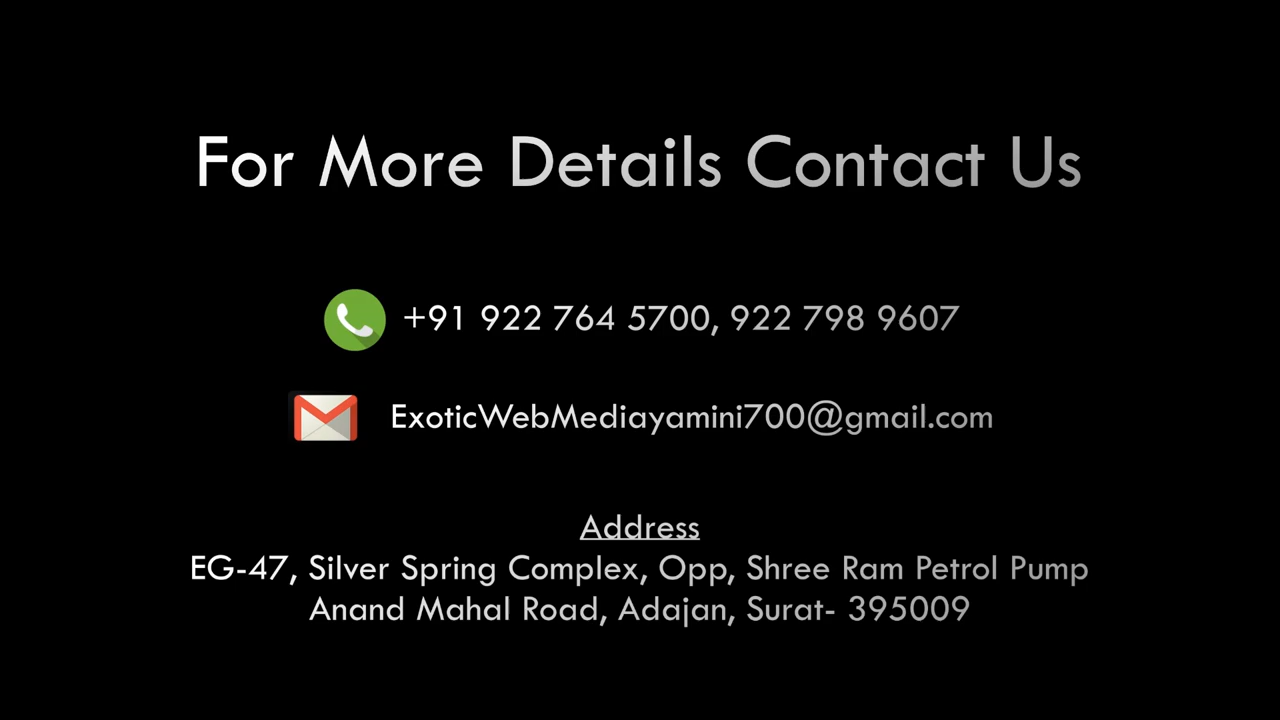 For More Details Contact Us
+91 922 764 5700, 922 798 9607
ExoticWebMediayamini700@gmail.com
Address
EG-47, Silver Spring Complex, Opp, Shree Ram Petrol Pump
Anand Mahal Road, Adajan, Surat- 395009